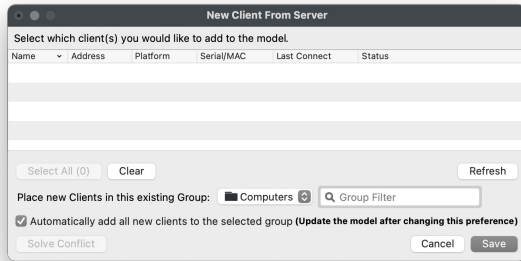 New Client From Server
Select which client(s) you would like to add to the model.
Name Address Platform Serial/MAC Last Connect Status
Select All (0) Clear Refresh
Place new Clients in this existing Group: Computers Group Filter
Automatically add all new clients to the selected group (Update the model after changing this preference)
Solve Conflict Cancel Save